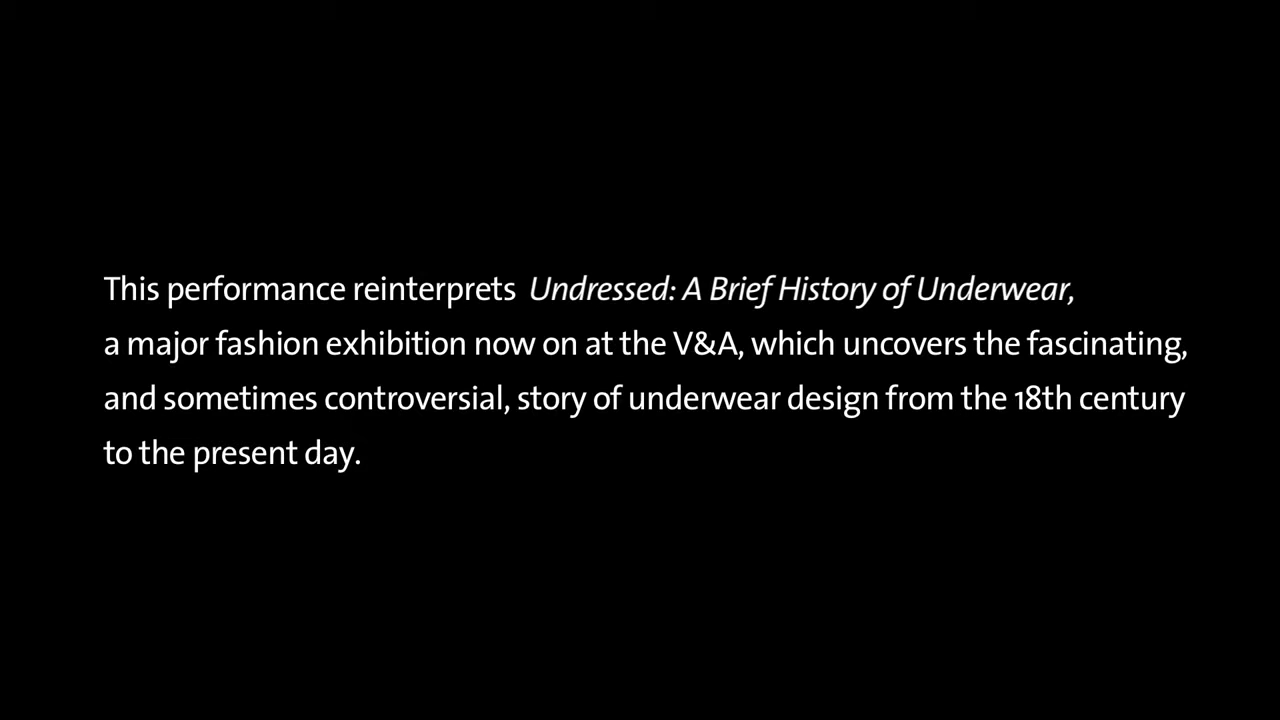 This performance reinterprets Undressed: A Brief History of Underwear,
a major fashion exhibition now on at the V&A, which uncovers the fascinating,
and sometimes controversial, story of underwear design from the 18th century
to the present day.